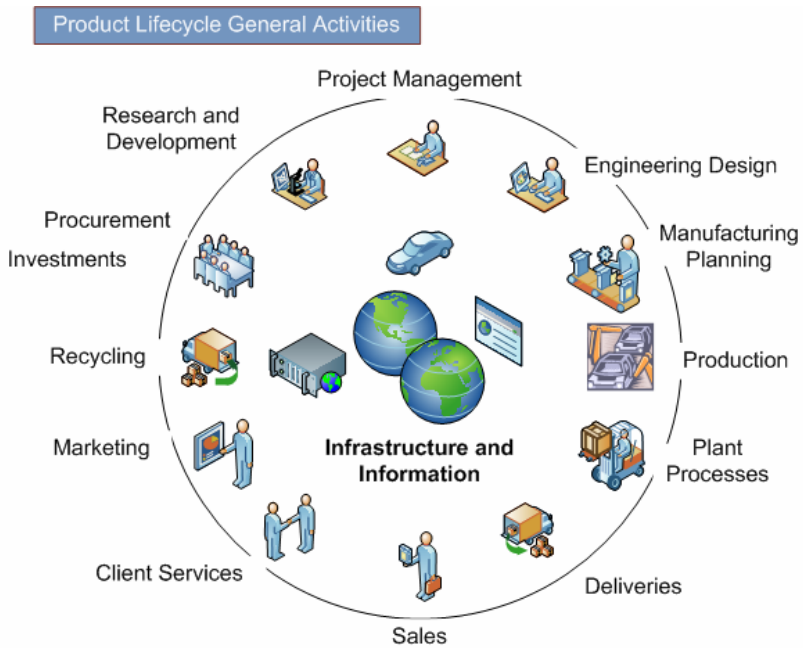 Product Lifecycle General Activities
Project Management
Research and
Development
Engineering Design
Procurement
Investments
Manufacturing
Planning
Recycling
Production
Marketing
Infrastructure and
Information
Plant
Processes
Client Services
Deliveries
Sales